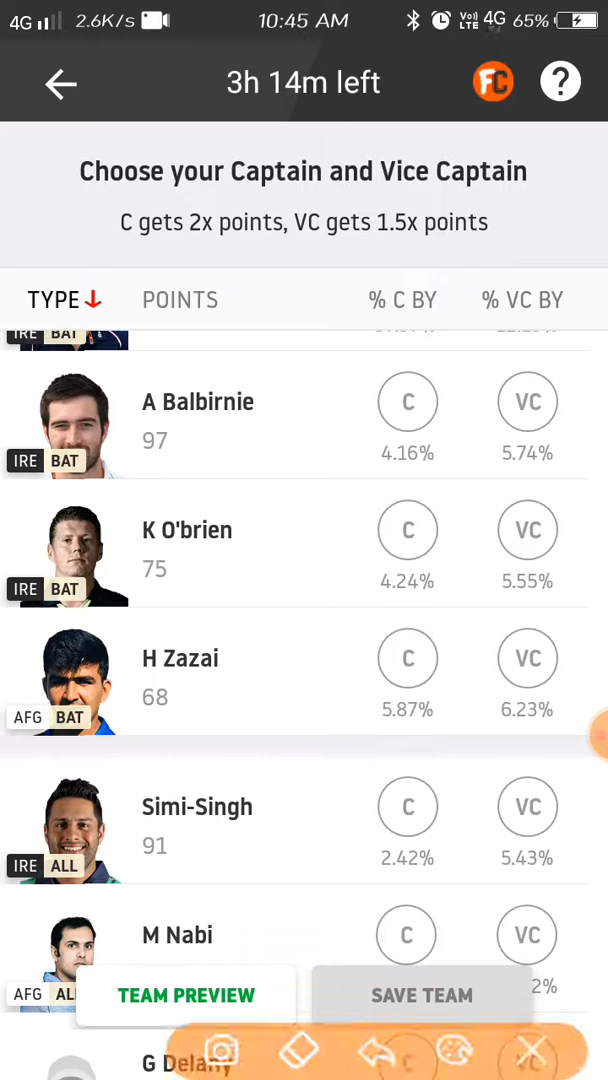 4G 2.6K/s 10:45 AM VoLTE 4G 65%
3h 14m left FC ?
Choose your Captain and Vice Captain
C gets 2x points, VC gets 1.5x points
TYPE POINTS % C BY % VC BY
IRE BAT
A Balbirnie C VC
97
IRE BAT 4.16% 5.74%
K O'brien C VC
75
IRE BAT 4.24% 5.55%
H Zazai C VC
68
AFG BAT 5.87% 6.23%
Simi-Singh C VC
91
IRE ALL 2.42% 5.43%
M Nabi C VC
AFG AL 2%
TEAM PREVIEW SAVE TEAM
G Delany C VC